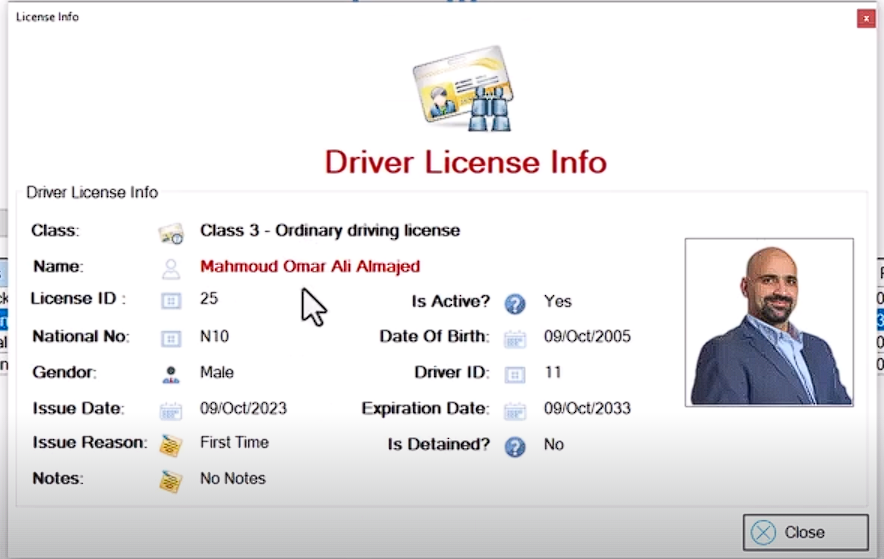 License Info
x
Driver License Info
Driver License Info
Class: Class 3 - Ordinary driving license
Name: Mahmoud Omar Ali Almajed
License ID : 25 Is Active? Yes
National No: N10 Date Of Birth: 09/Oct/2005
Gendor: Male Driver ID: 11
Issue Date: 09/Oct/2023 Expiration Date: 09/Oct/2033
Issue Reason: First Time Is Detained? No
Notes: No Notes
Close